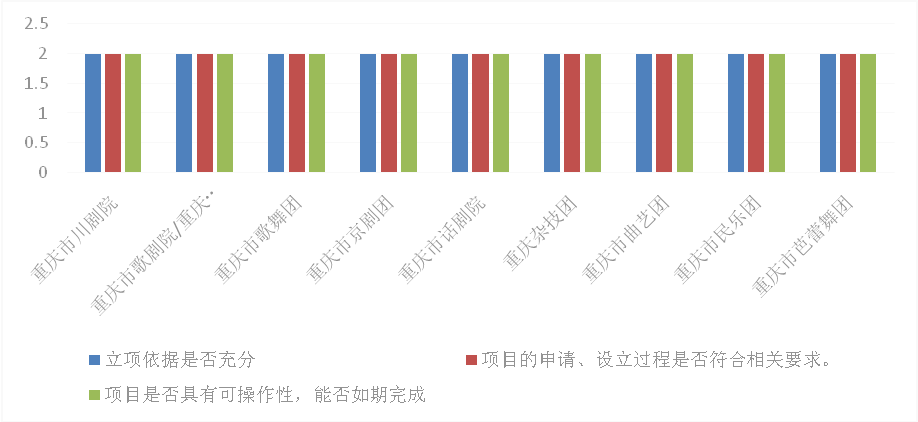 2.5
2
1.5
1
0.5
0
重庆市川剧院
重庆市歌剧院/重庆…
重庆市歌舞团
重庆市京剧团
重庆市话剧院
重庆杂技团
重庆市曲艺团
重庆市民乐团
重庆市芭蕾舞团
立项依据是否充分
项目的申请、设立过程是否符合相关要求。
项目是否具有可操作性，能否如期完成